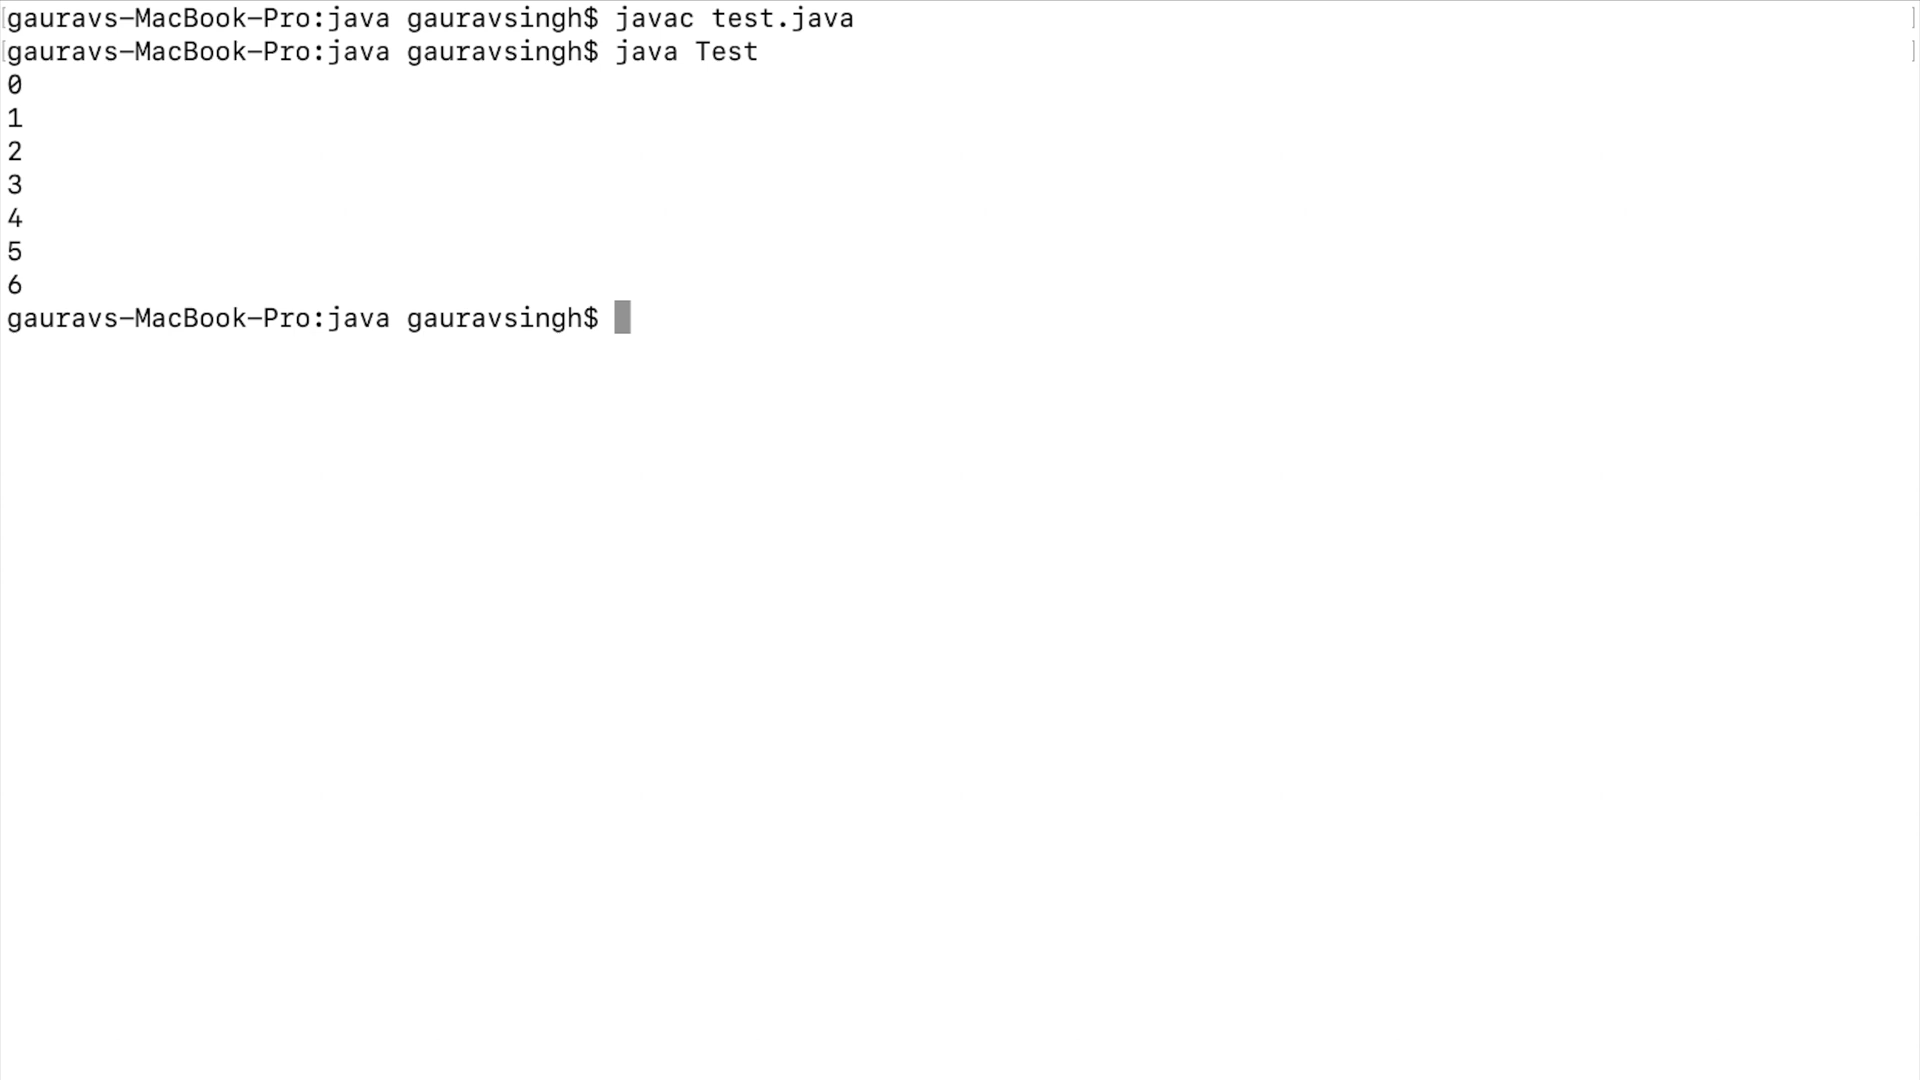 gauravs-MacBook-Pro:java gauravsingh$ javac test.java
gauravs-MacBook-Pro:java gauravsingh$ java Test
0
1
2
3
4
5
6
gauravs-MacBook-Pro:java gauravsingh$